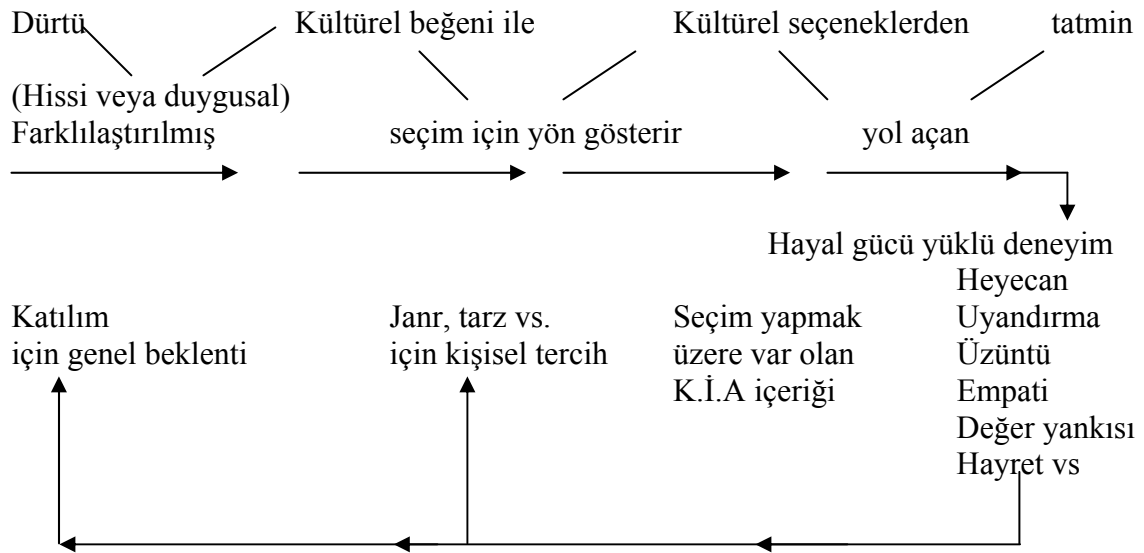 Dürtü Kültürel beğeni ile Kültürel seçeneklerden tatmin
(Hissi veya duygusal)
Farklılaştırılmış seçim için yön gösterir yol açan
Hayal gücü yüklü deneyim
Heyecan
Katılım Janr, tarz vs. Seçim yapmak Uyandırma
için genel beklenti için kişisel tercih üzere var olan Üzüntü
K.İ.A içeriği Empati
Değer yankısı
Hayret vs